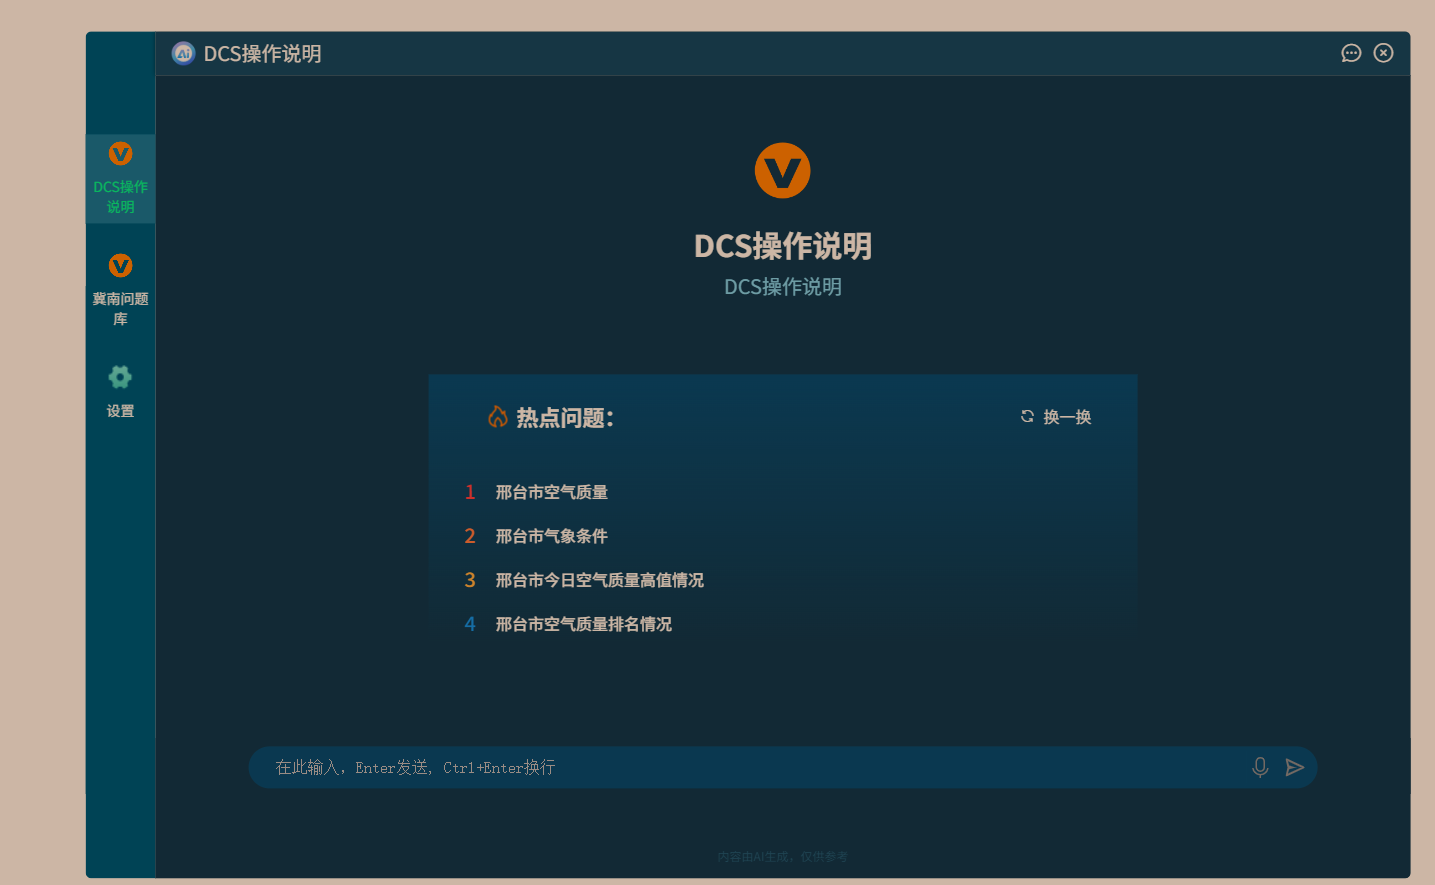 DCS操作说明
DCS操作
说明
冀南问题
库
设置
DCS操作说明
DCS操作说明
热点问题：
换一换
1 邢台市空气质量
2 邢台市气象条件
3 邢台市今日空气质量高值情况
4 邢台市空气质量排名情况
在此输入，Enter发送, Ctrl+Enter换行
内容由AI生成，仅供参考